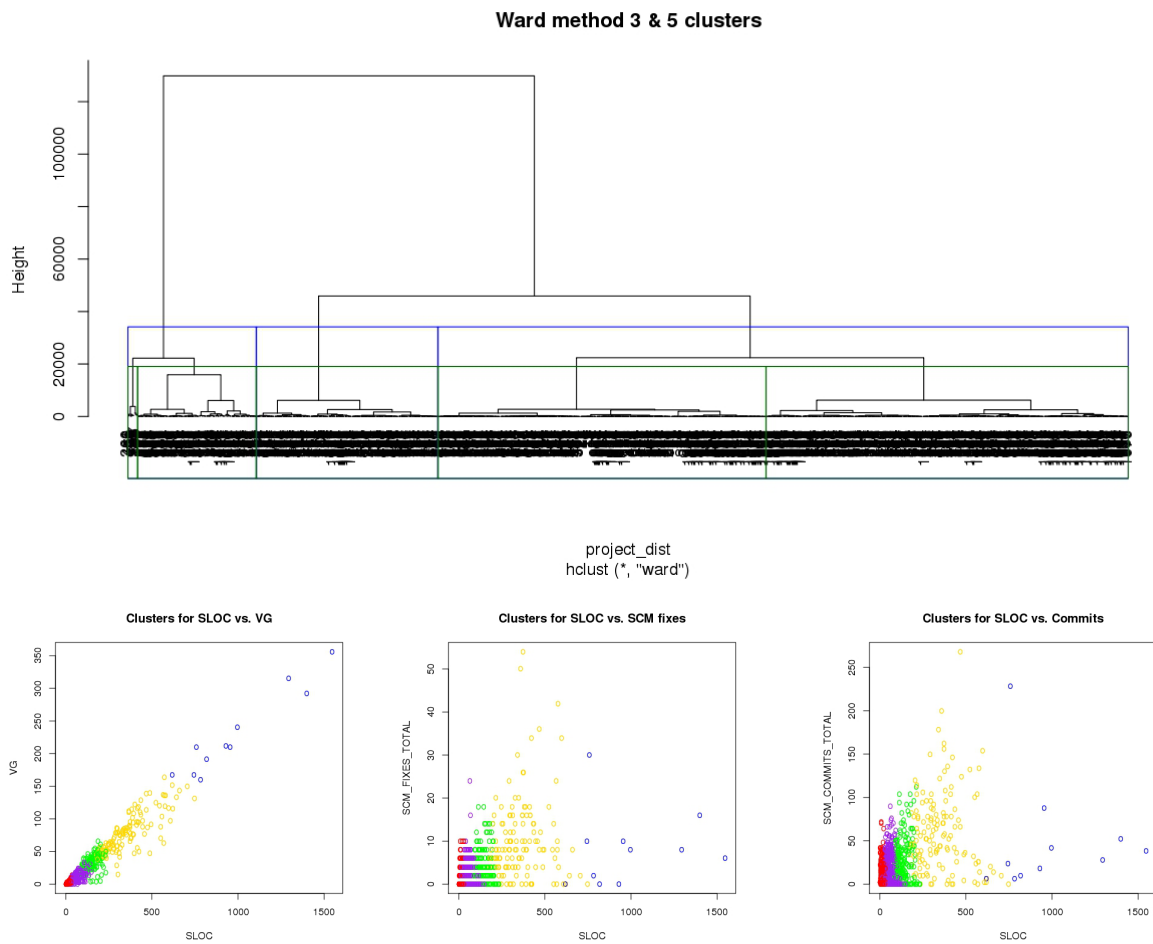 Ward method 3 & 5 clusters
Height
100000
60000
20000
0
project_dist
hclust (*, "ward")
Clusters for SLOC vs. VG
VG
350
300
250
200
150
100
50
0
0 500 1000 1500
SLOC
Clusters for SLOC vs. SCM fixes
SCM_FIXES_TOTAL
50
40
30
20
10
0
0 500 1000 1500
SLOC
Clusters for SLOC vs. Commits
SCM_COMMITS_TOTAL
250
200
150
100
50
0
0 500 1000 1500
SLOC